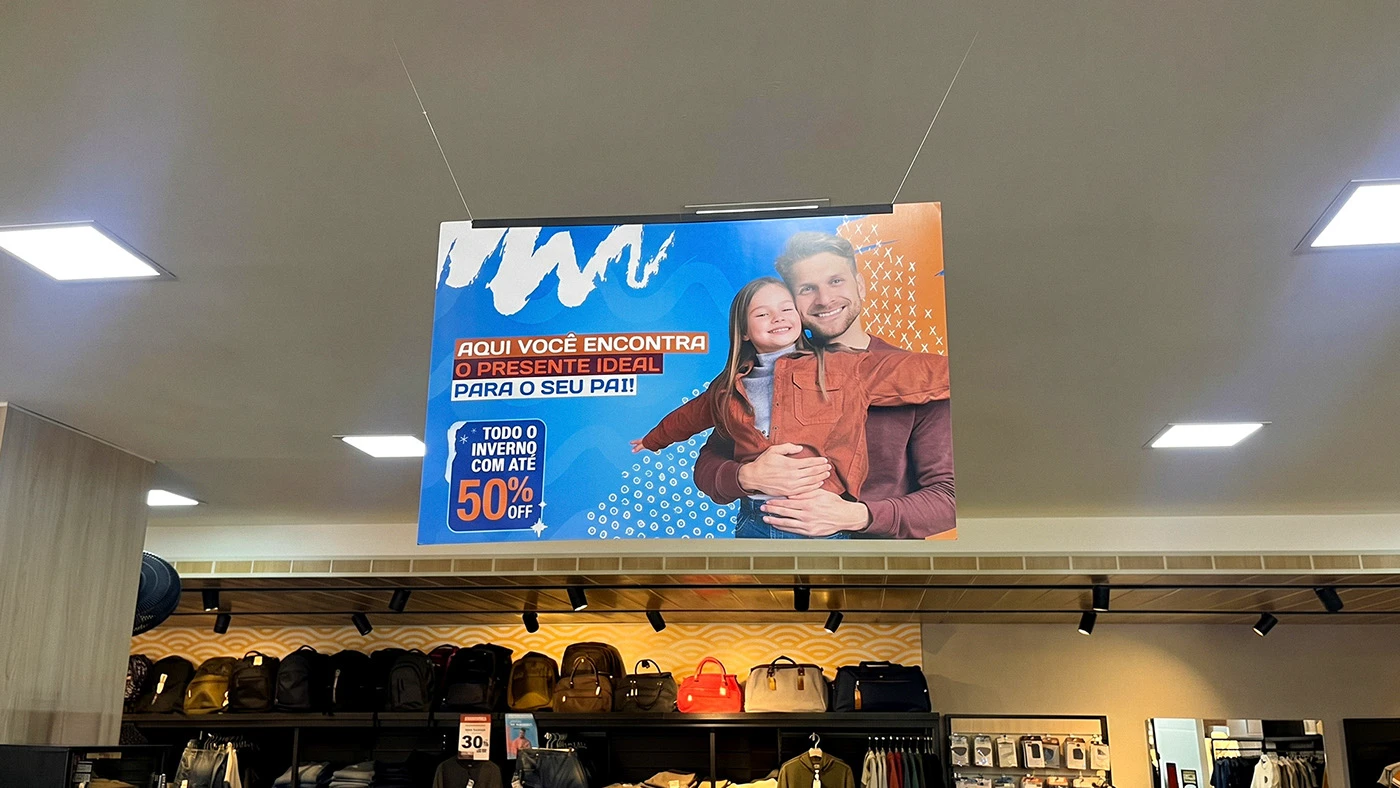 AQUI VOCÊ ENCONTRA
O PRESENTE IDEAL
PARA O SEU PAI!
TODO O
INVERNO
COM ATÉ
50%
OFF
30%